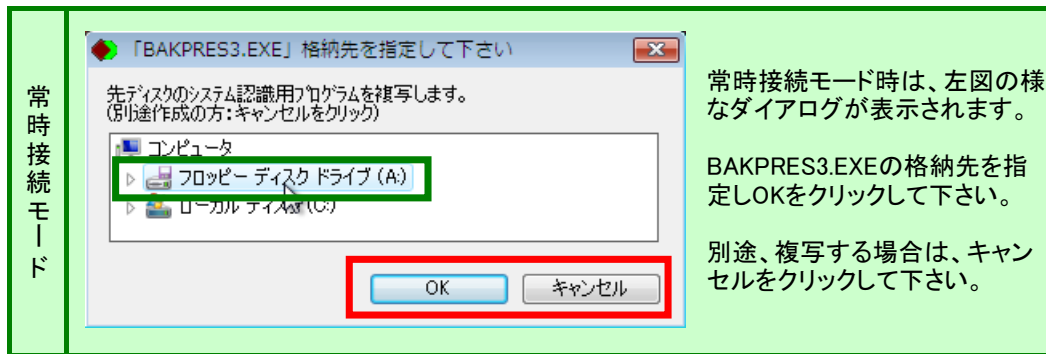 常時接続モード
「BAKPRES3.EXE」格納先を指定して下さい
先ディスクのシステム認識用プログラムを複写します。
(別途作成の方:キャンセルをクリック)
コンピュータ
フロッピー ディスク ドライブ (A:)
ローカル ディスク (C:)
OK
キャンセル
常時接続モード時は、左図の様
なダイアログが表示されます。
BAKPRES3.EXEの格納先を指
定しOKをクリックして下さい。
別途、複写する場合は、キャン
セルをクリックして下さい。